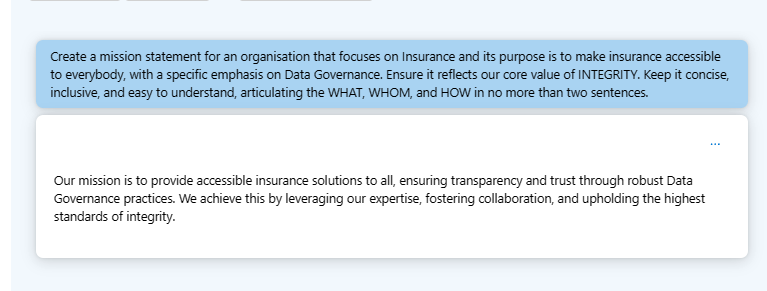 Create a mission statement for an organisation that focuses on Insurance and its purpose is to make insurance accessible
to everybody, with a specific emphasis on Data Governance. Ensure it reflects our core value of INTEGRITY. Keep it concise,
inclusive, and easy to understand, articulating the WHAT, WHOM, and HOW in no more than two sentences.
...
Our mission is to provide accessible insurance solutions to all, ensuring transparency and trust through robust Data
Governance practices. We achieve this by leveraging our expertise, fostering collaboration, and upholding the highest
standards of integrity.